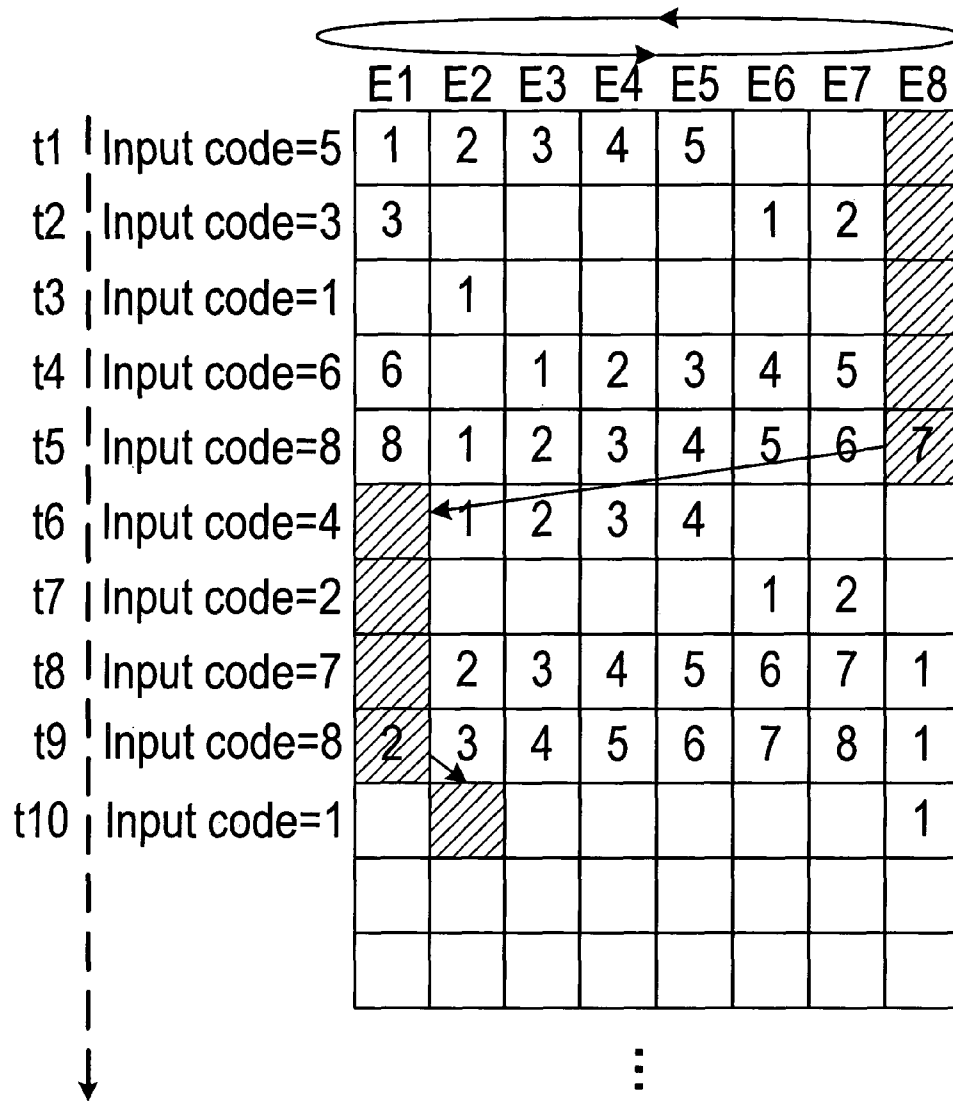 E1 E2 E3 E4 E5 E6 E7 E8
t1 Input code=5 1 2 3 4 5
t2 Input code=3 3 1 2
t3 Input code=1 1
t4 Input code=6 6 1 2 3 4 5
t5 Input code=8 8 1 2 3 4 5 6 7
t6 Input code=4 1 2 3 4
t7 Input code=2 1 2
t8 Input code=7 2 3 4 5 6 7 1
t9 Input code=8 2 3 4 5 6 7 8 1
t10 Input code=1 1